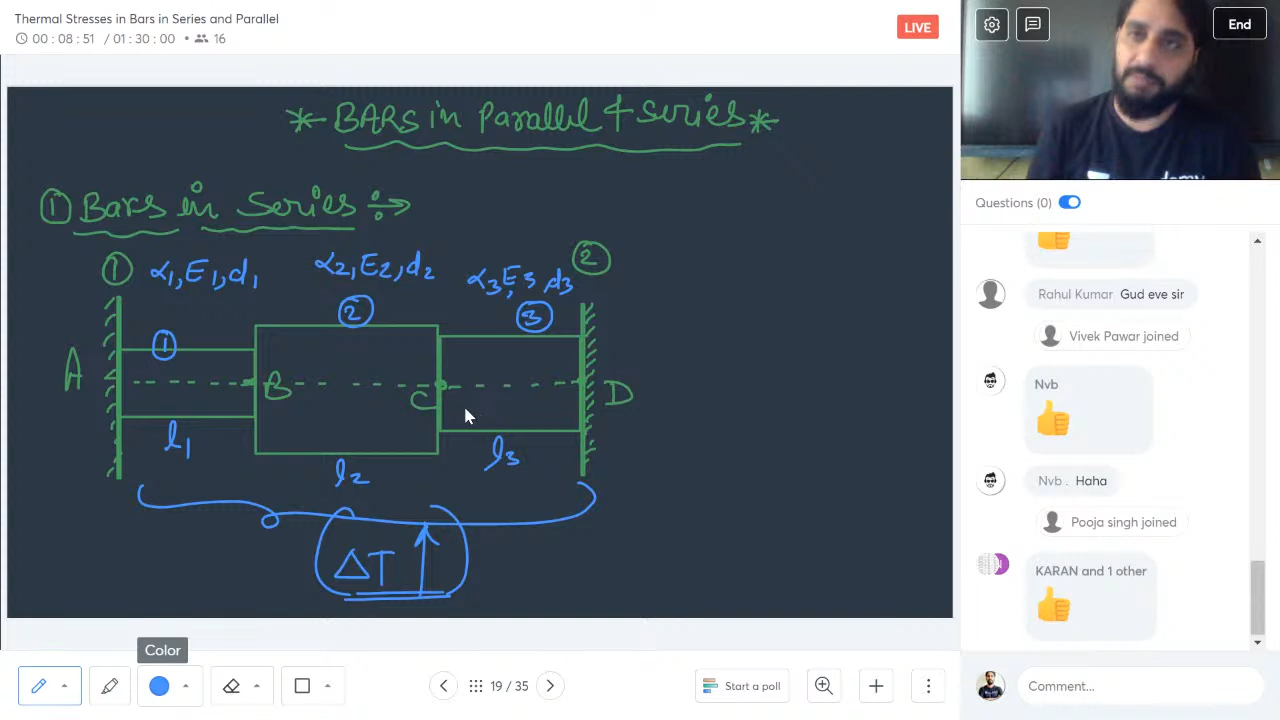 Thermal Stresses in Bars in Series and Parallel
00 : 08 : 51 / 01 : 30 : 00 • 16
LIVE
End
* BARs in Parallel & Series *
① Bars in Series ÷→
① α1, E1, d1 α2, E2, d2 α3, E3, d3 ②
① ② ③
A B C D
l1 l2 l3
ΔT ↑
Color
19 / 35
Start a poll
Questions (0)
Rahul Kumar Gud eve sir
Vivek Pawar joined
Nvb
👍
Nvb . Haha
Pooja singh joined
KARAN and 1 other
👍
Comment...